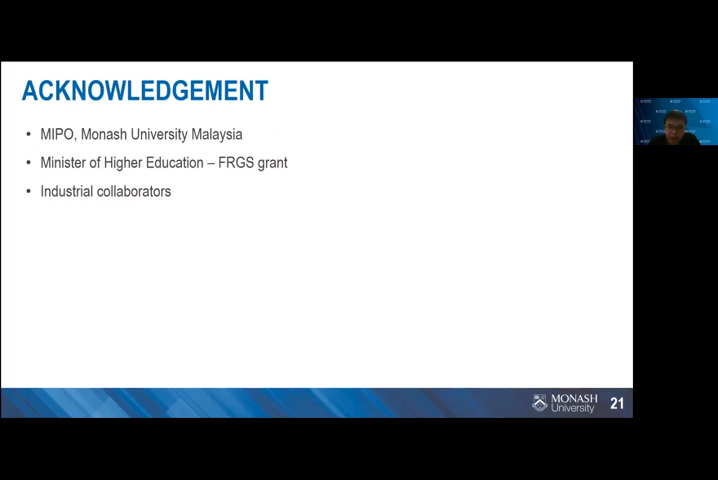 ACKNOWLEDGEMENT
• MIPO, Monash University Malaysia
• Minister of Higher Education – FRGS grant
• Industrial collaborators
MONASH
University
21